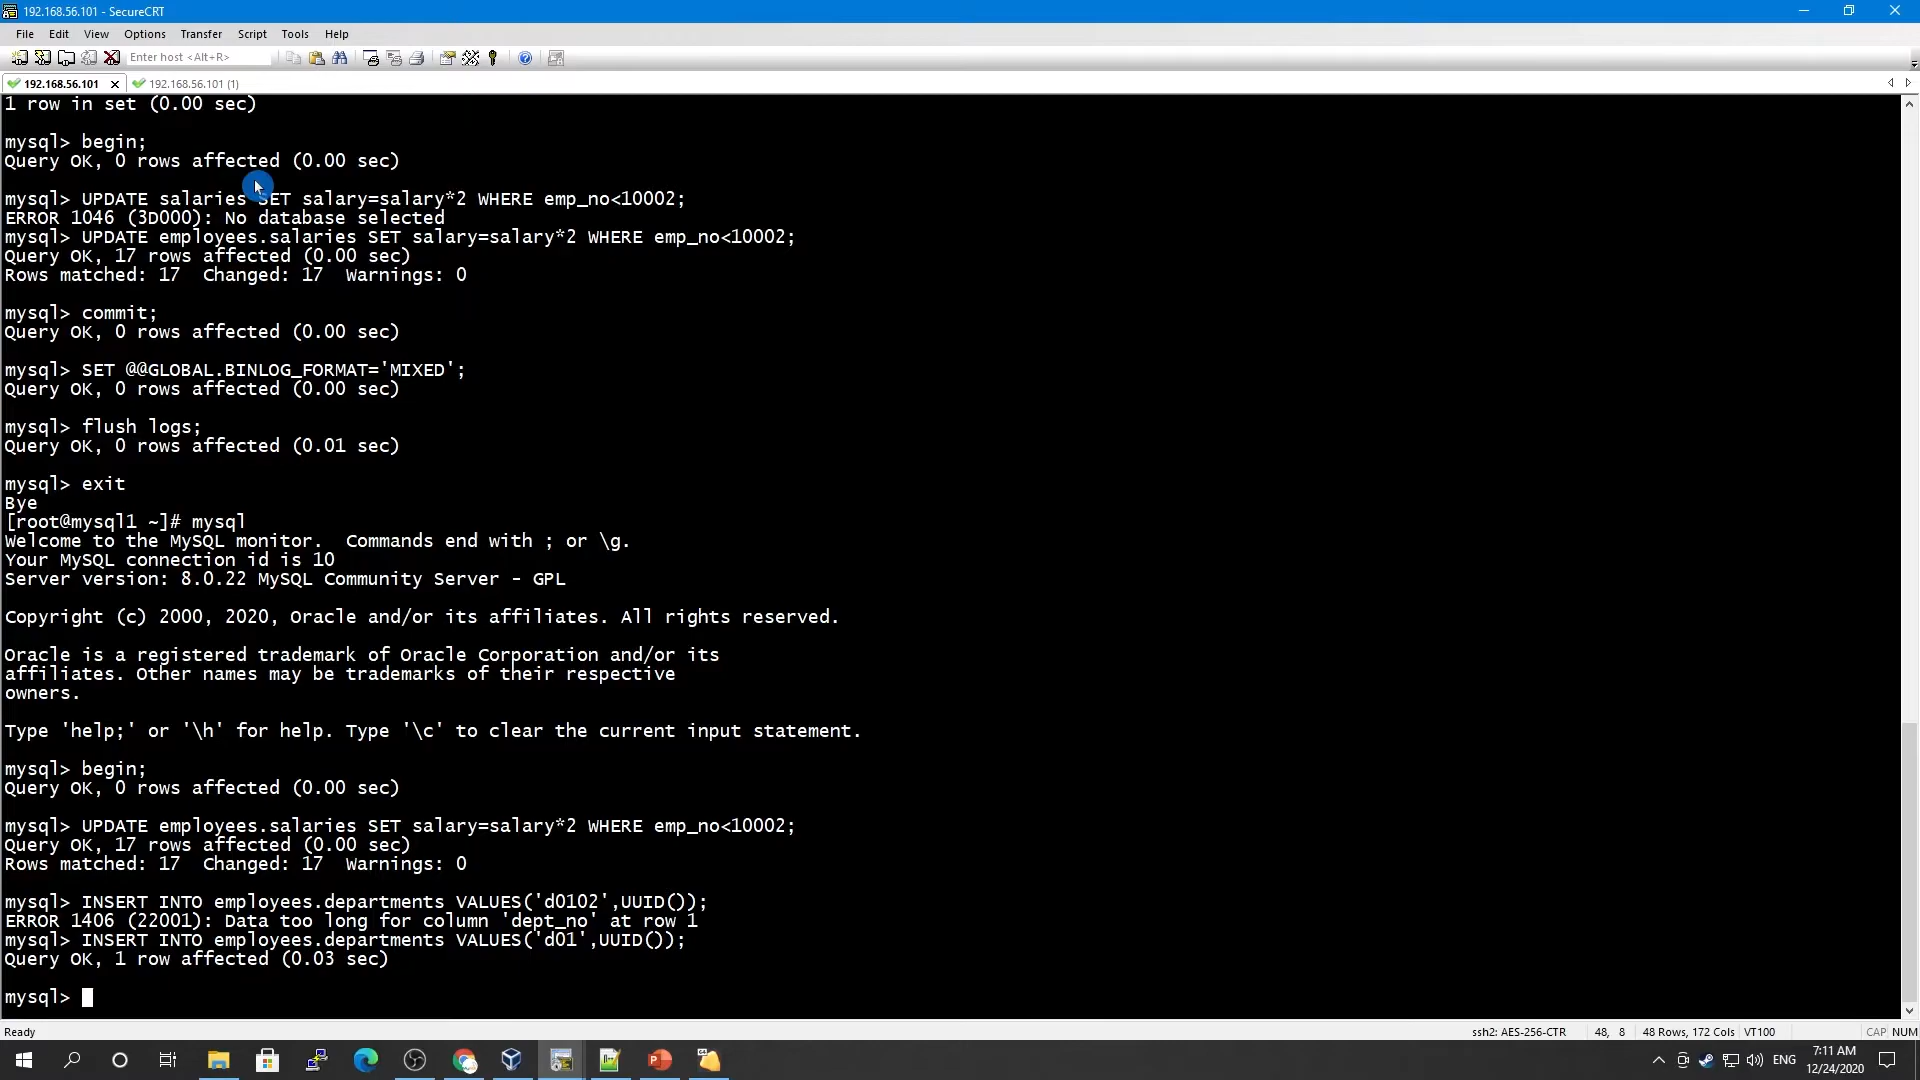 192.168.56.101 - SecureCRT
File Edit View Options Transfer Script Tools Help
Enter host <Alt+R>
192.168.56.101 192.168.56.101 (1)
1 row in set (0.00 sec)
mysql> begin;
Query OK, 0 rows affected (0.00 sec)
mysql> UPDATE salaries SET salary=salary*2 WHERE emp_no<10002;
ERROR 1046 (3D000): No database selected
mysql> UPDATE employees.salaries SET salary=salary*2 WHERE emp_no<10002;
Query OK, 17 rows affected (0.00 sec)
Rows matched: 17  Changed: 17  Warnings: 0
mysql> commit;
Query OK, 0 rows affected (0.00 sec)
mysql> SET @@GLOBAL.BINLOG_FORMAT='MIXED';
Query OK, 0 rows affected (0.00 sec)
mysql> flush logs;
Query OK, 0 rows affected (0.01 sec)
mysql> exit
Bye
[root@mysql1 ~]# mysql
Welcome to the MySQL monitor.  Commands end with ; or \g.
Your MySQL connection id is 10
Server version: 8.0.22 MySQL Community Server - GPL
Copyright (c) 2000, 2020, Oracle and/or its affiliates. All rights reserved.
Oracle is a registered trademark of Oracle Corporation and/or its
affiliates. Other names may be trademarks of their respective
owners.
Type 'help;' or '\h' for help. Type '\c' to clear the current input statement.
mysql> begin;
Query OK, 0 rows affected (0.00 sec)
mysql> UPDATE employees.salaries SET salary=salary*2 WHERE emp_no<10002;
Query OK, 17 rows affected (0.00 sec)
Rows matched: 17  Changed: 17  Warnings: 0
mysql> INSERT INTO employees.departments VALUES('d0102',UUID());
ERROR 1406 (22001): Data too long for column 'dept_no' at row 1
mysql> INSERT INTO employees.departments VALUES('d01',UUID());
Query OK, 1 row affected (0.03 sec)
mysql>
Ready ssh2: AES-256-CTR 48, 8 48 Rows, 172 Cols VT100 CAP NUM
ENG 7:11 AM
12/24/2020